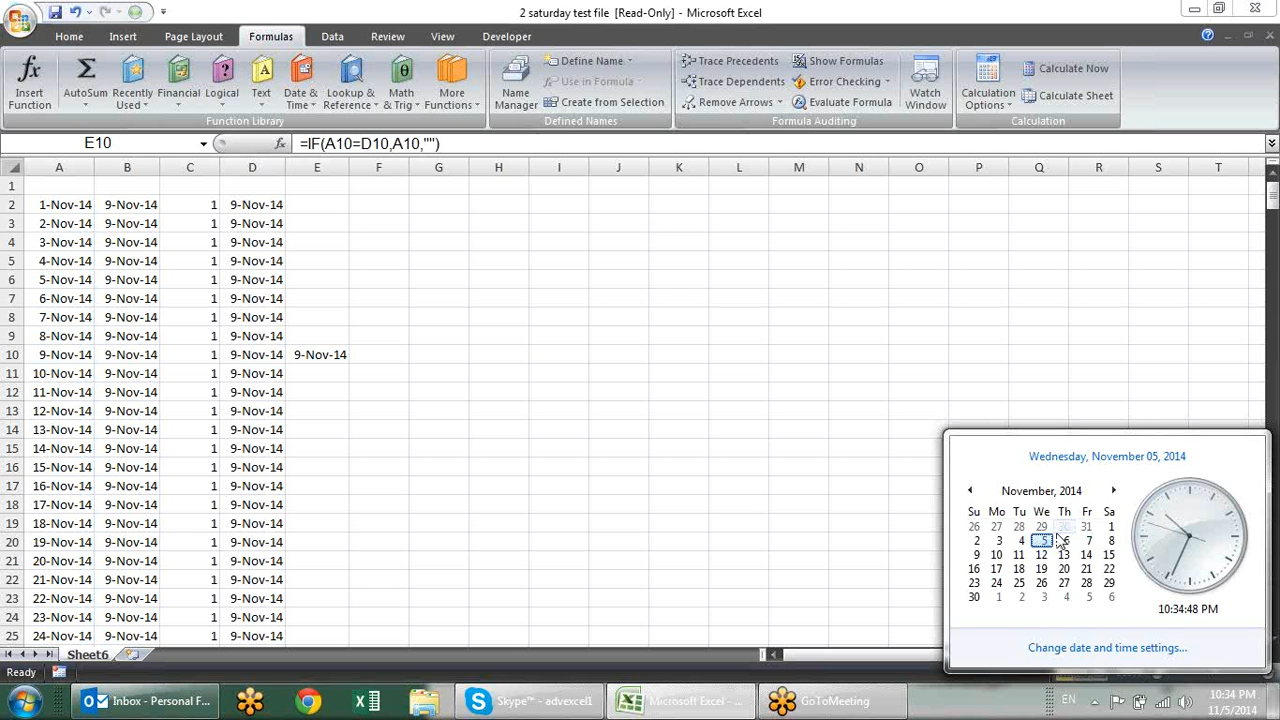 2 saturday test file [Read-Only] - Microsoft Excel
Home Insert Page Layout Formulas Data Review View Developer
fx Σ ? A θ
Insert Function AutoSum Recently Used Financial Logical Text Date & Time Lookup & Reference Math & Trig More Functions
Function Library
Name Manager
Define Name
Use in Formula
Create from Selection
Defined Names
Trace Precedents Show Formulas
Trace Dependents Error Checking
Remove Arrows Evaluate Formula
Formula Auditing
Watch Window
Calculation Options
Calculate Now
Calculate Sheet
Calculation
E10 fx =IF(A10=D10,A10,"")
A B C D E F G H I J K L M N O P Q R S T
1
2 1-Nov-14 9-Nov-14 1 9-Nov-14
3 2-Nov-14 9-Nov-14 1 9-Nov-14
4 3-Nov-14 9-Nov-14 1 9-Nov-14
5 4-Nov-14 9-Nov-14 1 9-Nov-14
6 5-Nov-14 9-Nov-14 1 9-Nov-14
7 6-Nov-14 9-Nov-14 1 9-Nov-14
8 7-Nov-14 9-Nov-14 1 9-Nov-14
9 8-Nov-14 9-Nov-14 1 9-Nov-14
10 9-Nov-14 9-Nov-14 1 9-Nov-14 9-Nov-14
11 10-Nov-14 9-Nov-14 1 9-Nov-14
12 11-Nov-14 9-Nov-14 1 9-Nov-14
13 12-Nov-14 9-Nov-14 1 9-Nov-14
14 13-Nov-14 9-Nov-14 1 9-Nov-14
15 14-Nov-14 9-Nov-14 1 9-Nov-14
16 15-Nov-14 9-Nov-14 1 9-Nov-14
17 16-Nov-14 9-Nov-14 1 9-Nov-14
18 17-Nov-14 9-Nov-14 1 9-Nov-14
19 18-Nov-14 9-Nov-14 1 9-Nov-14
20 19-Nov-14 9-Nov-14 1 9-Nov-14
21 20-Nov-14 9-Nov-14 1 9-Nov-14
22 21-Nov-14 9-Nov-14 1 9-Nov-14
23 22-Nov-14 9-Nov-14 1 9-Nov-14
24 23-Nov-14 9-Nov-14 1 9-Nov-14
25 24-Nov-14 9-Nov-14 1 9-Nov-14
Wednesday, November 05, 2014
November, 2014
Su Mo Tu We Th Fr Sa
26 27 28 29 30 31 1
2 3 4 5 6 7 8
9 10 11 12 13 14 15
16 17 18 19 20 21 22
23 24 25 26 27 28 29
30 1 2 3 4 5 6
10:34:48 PM
Change date and time settings...
Sheet6
Ready
Inbox - Personal F... Skype™ - advexcel1 Microsoft Excel - ... GoToMeeting EN 10:34 PM
11/5/2014